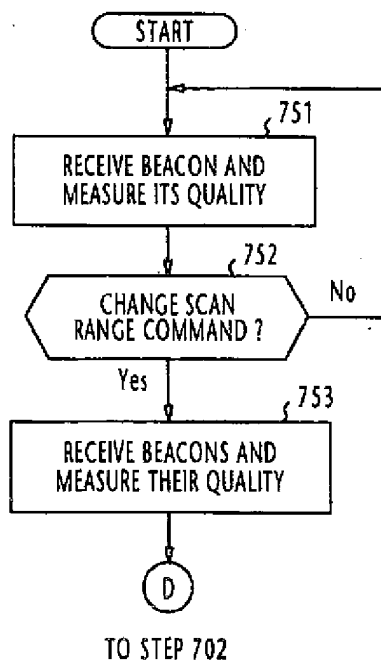 START
751
RECEIVE BEACON AND
MEASURE ITS QUALITY
752
CHANGE SCAN
RANGE COMMAND ?
No
Yes
753
RECEIVE BEACONS AND
MEASURE THEIR QUALITY
D
TO STEP 702